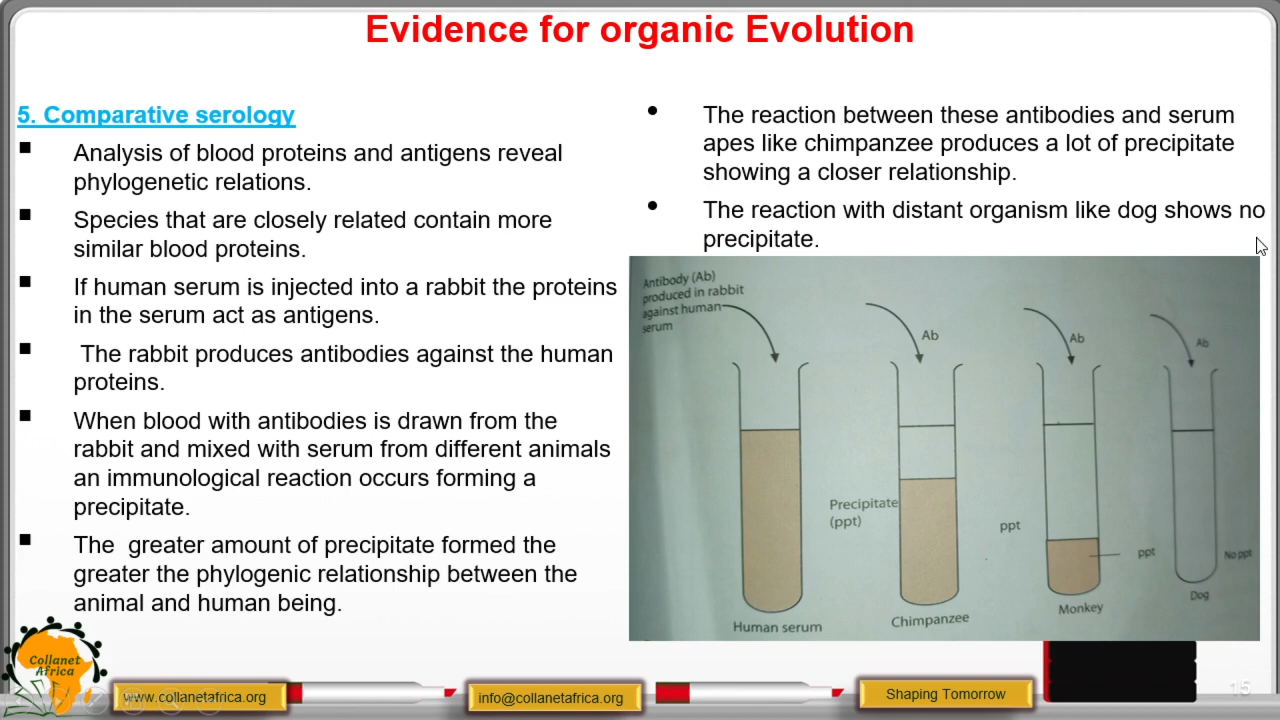 Evidence for organic Evolution
5. Comparative serology
Analysis of blood proteins and antigens reveal
phylogenetic relations.
Species that are closely related contain more
similar blood proteins.
If human serum is injected into a rabbit the proteins
in the serum act as antigens.
The rabbit produces antibodies against the human
proteins.
When blood with antibodies is drawn from the
rabbit and mixed with serum from different animals
an immunological reaction occurs forming a
precipitate.
The greater amount of precipitate formed the
greater the phylogenic relationship between the
animal and human being.
The reaction between these antibodies and serum
apes like chimpanzee produces a lot of precipitate
showing a closer relationship.
The reaction with distant organism like dog shows no
precipitate.
Antibody (Ab)
produced in rabbit
against human
serum
Ab
Ab
Ab
Precipitate
(ppt)
ppt
ppt
No ppt
Human serum
Chimpanzee
Monkey
Dog
Collanet
Africa
www.collanetafrica.org
info@collanetafrica.org
Shaping Tomorrow
15